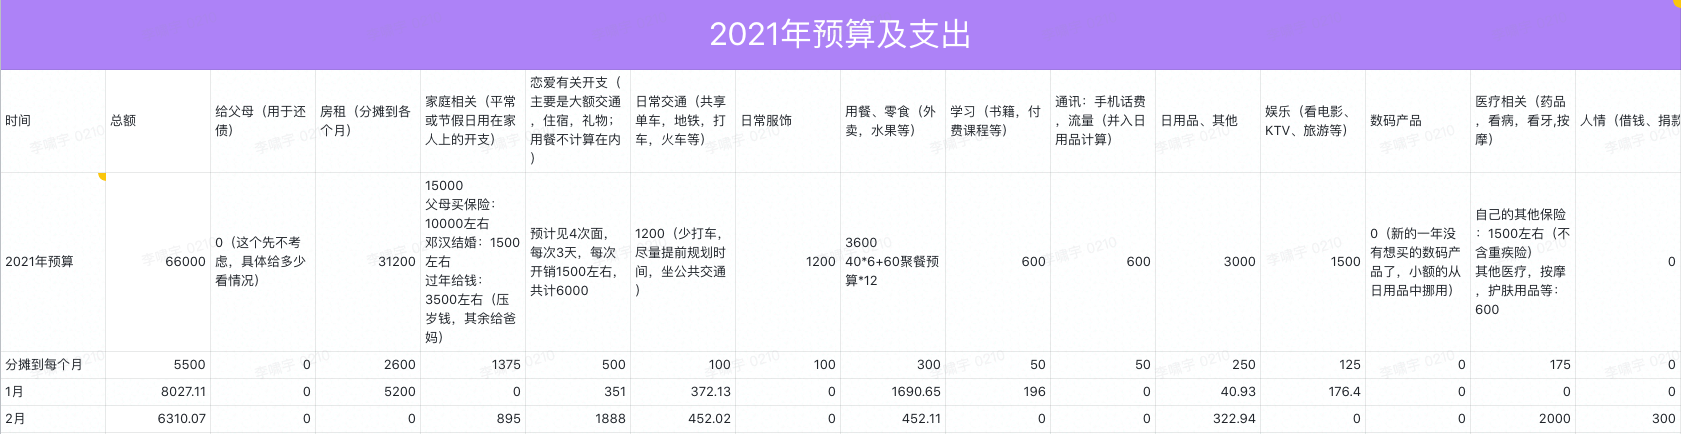 2021年预算及支出
时间
总额
给父母（用于还
债）
房租（分摊到各
个月）
家庭相关（平常
或节假日用在家
人上的开支）
恋爱有关开支（
主要是大额交通
，住宿，礼物；
用餐不计算在内
）
日常交通（共享
单车，地铁，打
车，火车等）
日常服饰
用餐、零食（外
卖，水果等）
学习（书籍，付
费课程等）
通讯：手机话费
，流量（并入日
用品计算）
日用品、其他
娱乐（看电影、
KTV、旅游等）
数码产品
医疗相关（药品
，看病，看牙,按
摩）
人情（借钱、捐款
2021年预算
66000
0（这个先不考
虑，具体给多少
看情况）
31200
15000
父母买保险：
10000左右
邓汉结婚：1500
左右
过年给钱：
3500左右（压
岁钱，其余给爸
妈）
预计见4次面，
每次3天，每次
开销1500左右，
共计6000
1200（少打车，
尽量提前规划时
间，坐公共交通
）
1200
3600
40*6+60聚餐预
算*12
600
600
3000
1500
0（新的一年没
有想买的数码产
品了，小额的从
日用品中挪用）
自己的其他保险
：1500左右（不
含重疾险）
其他医疗，按摩
，护肤用品等：
600
0
分摊到每个月 5500 0 2600 1375 500 100 100 300 50 50 250 125 0 175 0
1月 8027.11 0 5200 0 351 372.13 0 1690.65 196 0 40.93 176.4 0 0 0
2月 6310.07 0 0 895 1888 452.02 0 452.11 0 0 322.94 0 0 2000 300